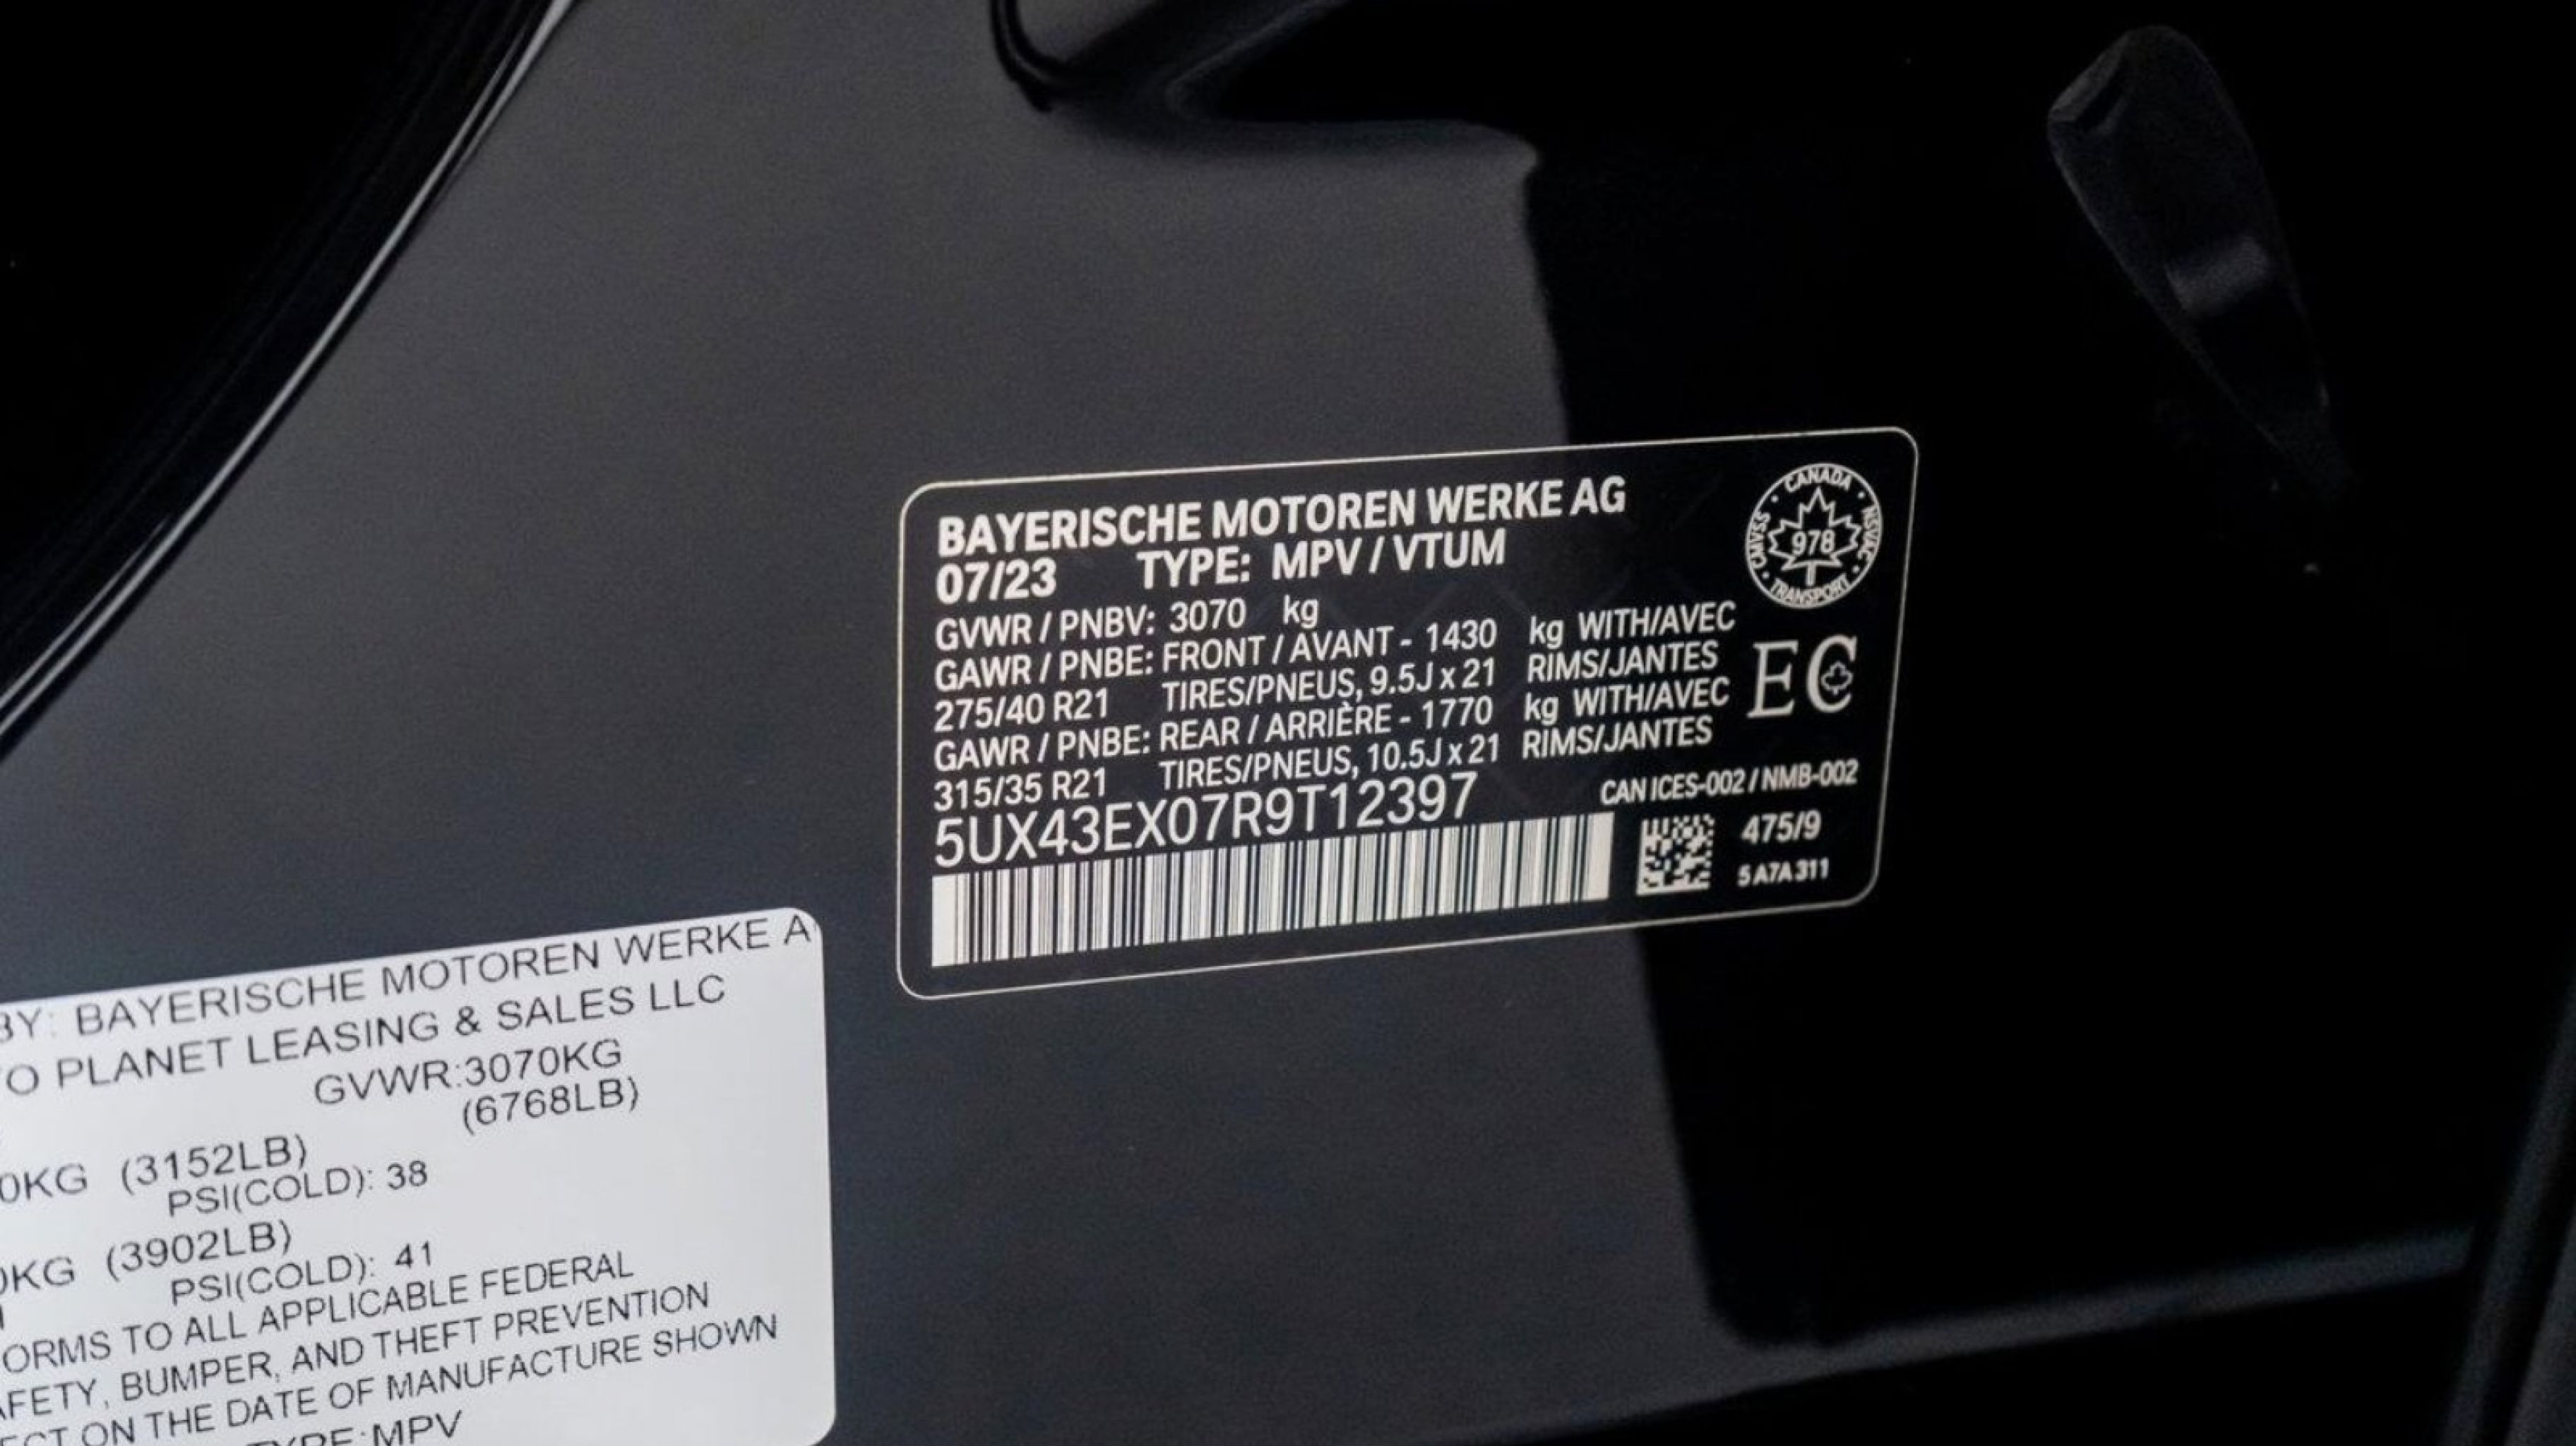 BAYERISCHE MOTOREN WERKE AG
07/23 TYPE: MPV / VTUM
GVWR / PNBV: 3070 kg
GAWR / PNBE: FRONT / AVANT - 1430 kg WITH/AVEC
275/40 R21 TIRES/PNEUS, 9.5J x 21 RIMS/JANTES
GAWR / PNBE: REAR / ARRIÈRE - 1770 kg WITH/AVEC
315/35 R21 TIRES/PNEUS, 10.5J x 21 RIMS/JANTES
5UX43EX07R9T12397
CANADA
CMVSS
978
NSVAC
TRANSPORT
EC
CAN ICES-002 / NMB-002
475/9
5 A7A 311
BY: BAYERISCHE MOTOREN WERKE A
O PLANET LEASING & SALES LLC
GVWR:3070KG
(6768LB)
0KG (3152LB)
PSI(COLD): 38
0KG (3902LB)
PSI(COLD): 41
ORMS TO ALL APPLICABLE FEDERAL
AFETY, BUMPER, AND THEFT PREVENTION
ECT ON THE DATE OF MANUFACTURE SHOWN
TYPE:MPV